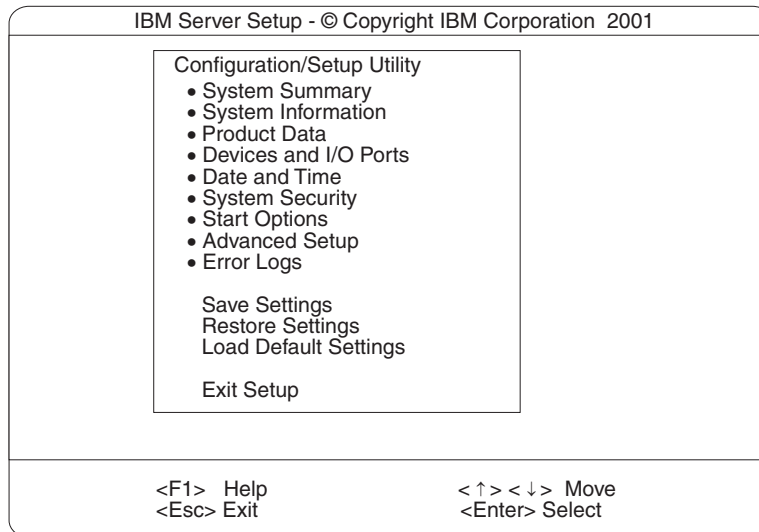 IBM Server Setup - © Copyright IBM Corporation 2001
Configuration/Setup Utility
• System Summary
• System Information
• Product Data
• Devices and I/O Ports
• Date and Time
• System Security
• Start Options
• Advanced Setup
• Error Logs
Save Settings
Restore Settings
Load Default Settings
Exit Setup
<F1> Help <↑><↓> Move
<Esc> Exit <Enter> Select